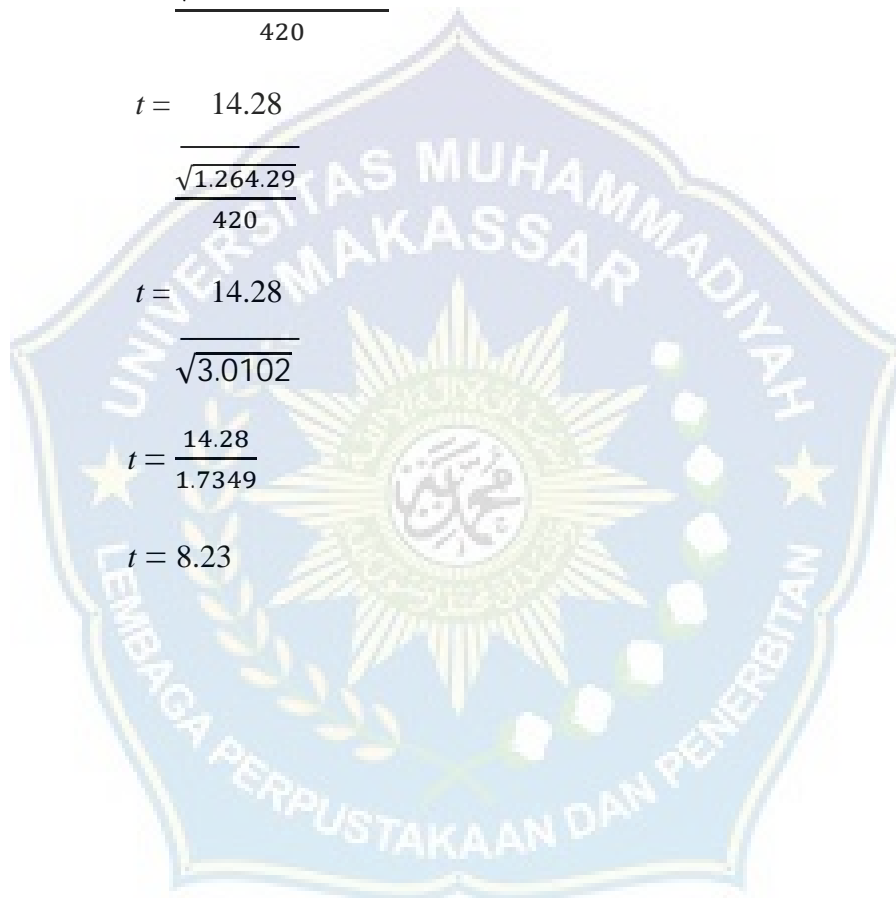 420
t = 14.28
√1.264.29
420
t = 14.28
√3.0102
t = 14.28
1.7349
t = 8.23
UNIVERSITAS MUHAMMADIYAH
MAKASSAR
LEMBAGA PERPUSTAKAAN DAN PENERBITAN